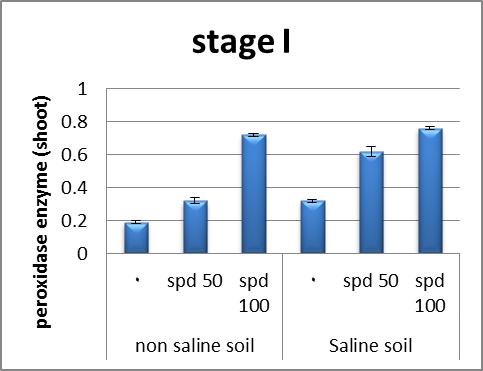 stage I
peroxidase enzyme (shoot)
1
0.8
0.6
0.4
0.2
0
. spd 50 spd . spd 50 spd
100 100
non saline soil Saline soil